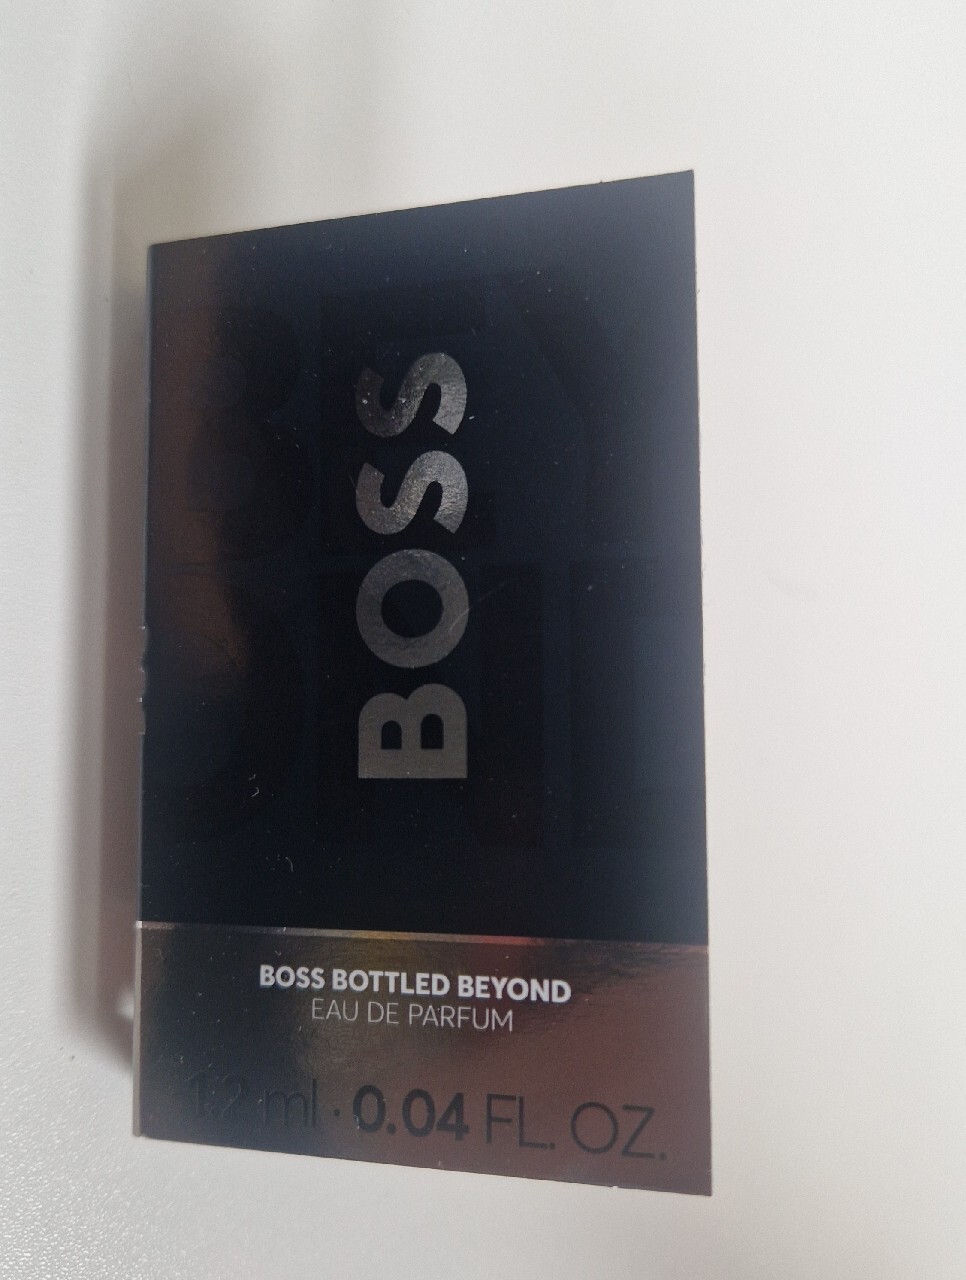 BOSS
BOSS BOTTLED BEYOND
EAU DE PARFUM
1.2 ml · 0.04 FL. OZ.